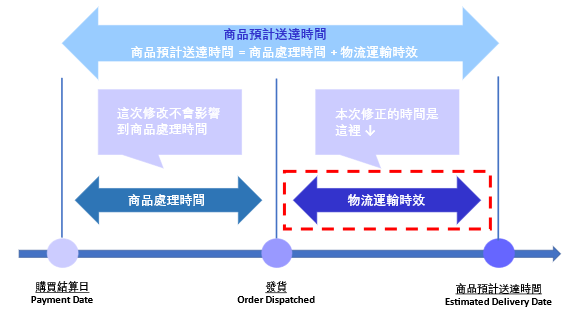 商品預計送達時間
商品預計送達時間 = 商品處理時間 + 物流運輸時效
這次修改不會影響
到商品處理時間
本次修正的時間是
這裡 ↓
商品處理時間
物流運輸時效
購買結算日
Payment Date
發貨
Order Dispatched
商品預計送達時間
Estimated Delivery Date